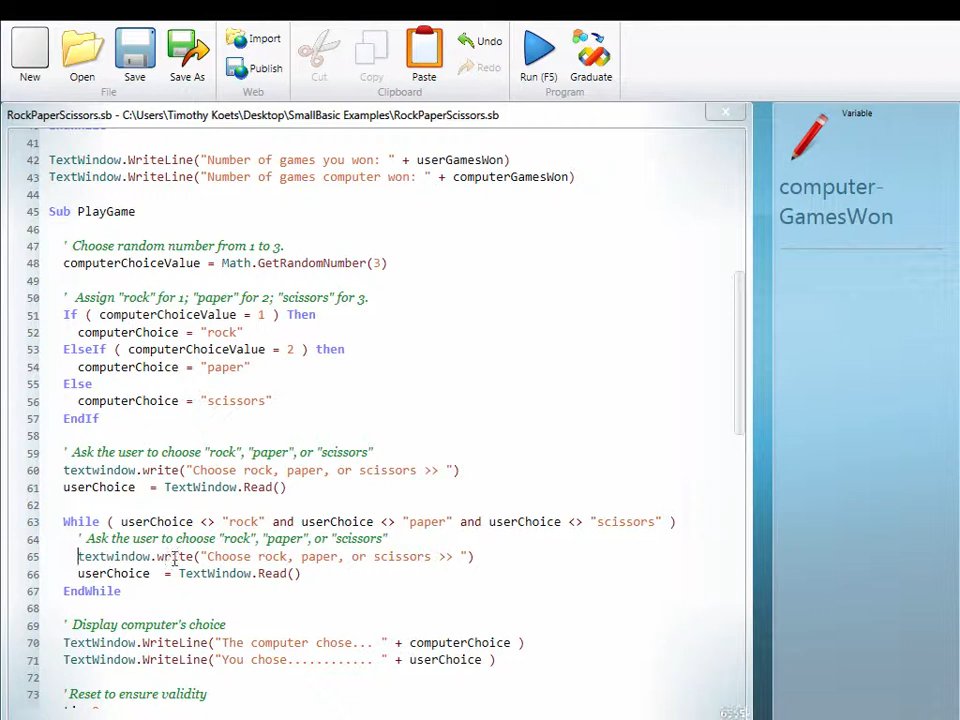 New
Open
Save
Save As
Import
Publish
Cut
Copy
Paste
Undo
Redo
Run (F5)
Graduate
File
Web
Clipboard
Program
RockPaperScissors.sb - C:\Users\Timothy Koets\Desktop\SmallBasic Examples\RockPaperScissors.sb
41
42 TextWindow.WriteLine("Number of games you won: " + userGamesWon)
43 TextWindow.WriteLine("Number of games computer won: " + computerGamesWon)
44
45 Sub PlayGame
46
47 ' Choose random number from 1 to 3.
48 computerChoiceValue = Math.GetRandomNumber(3)
49
50 ' Assign "rock" for 1; "paper" for 2; "scissors" for 3.
51 If ( computerChoiceValue = 1 ) Then
52 computerChoice = "rock"
53 ElseIf ( computerChoiceValue = 2 ) then
54 computerChoice = "paper"
55 Else
56 computerChoice = "scissors"
57 EndIf
58
59 ' Ask the user to choose "rock", "paper", or "scissors"
60 textwindow.write("Choose rock, paper, or scissors >> ")
61 userChoice = TextWindow.Read()
62
63 While ( userChoice <> "rock" and userChoice <> "paper" and userChoice <> "scissors" )
64 ' Ask the user to choose "rock", "paper", or "scissors"
65 textwindow.write("Choose rock, paper, or scissors >> ")
66 userChoice = TextWindow.Read()
67 EndWhile
68
69 ' Display computer's choice
70 TextWindow.WriteLine("The computer chose... " + computerChoice )
71 TextWindow.WriteLine("You chose............ " + userChoice )
72
73 ' Reset to ensure validity
Variable
computer-
GamesWon